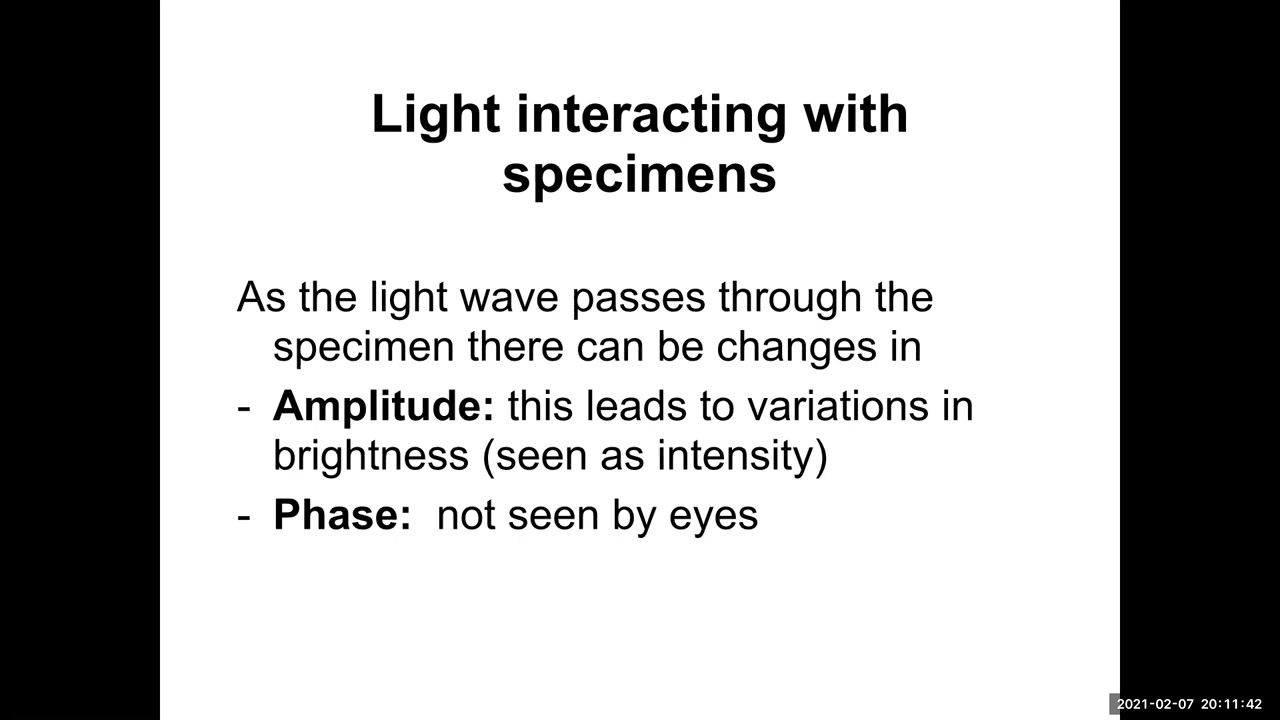 Light interacting with
specimens
As the light wave passes through the
specimen there can be changes in
- Amplitude: this leads to variations in
brightness (seen as intensity)
- Phase:  not seen by eyes
2021-02-07 20:11:42